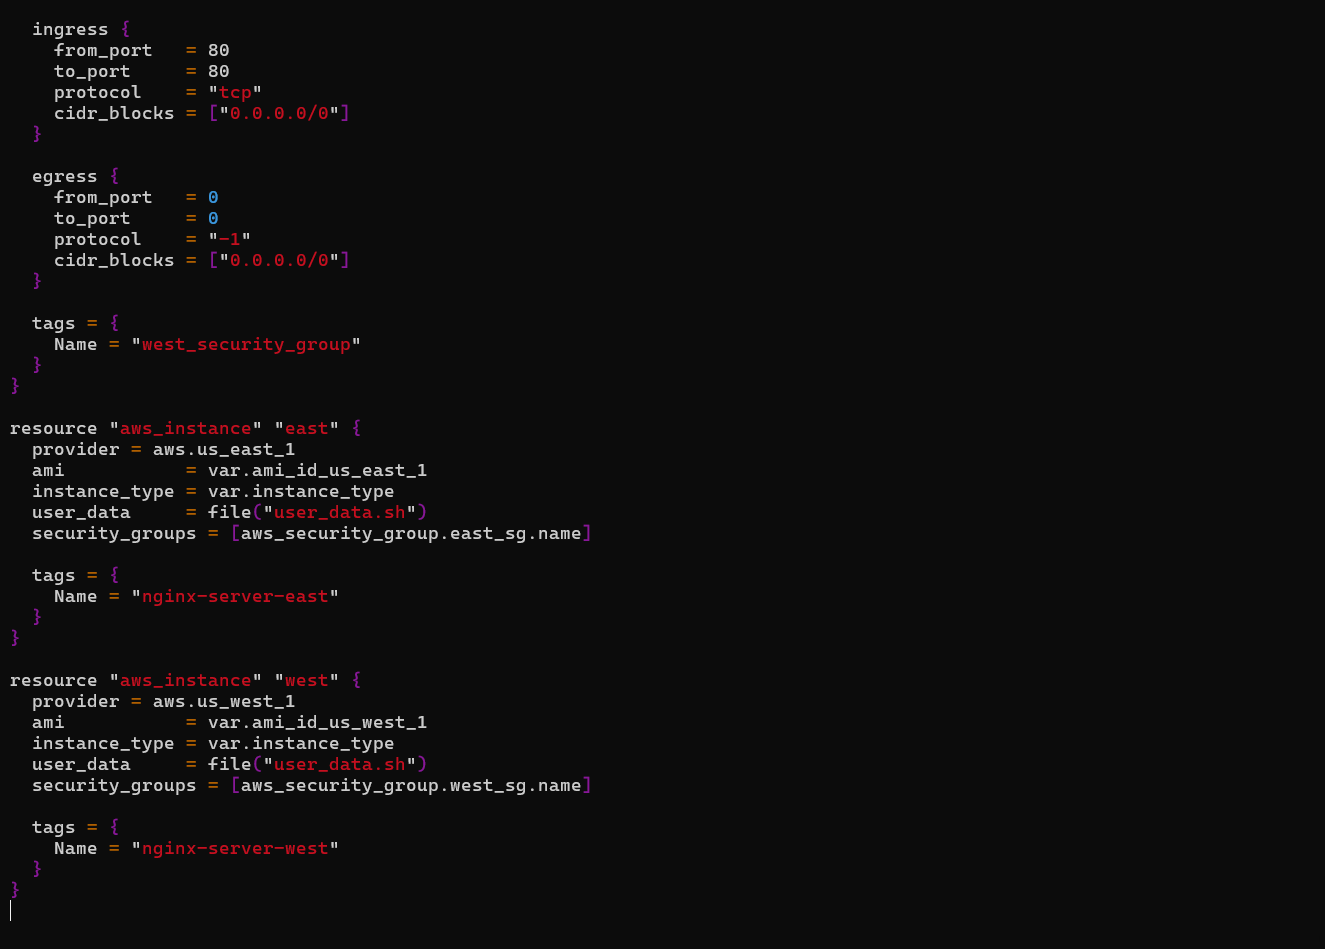 ingress {
from_port = 80
to_port = 80
protocol = "tcp"
cidr_blocks = ["0.0.0.0/0"]
}
egress {
from_port = 0
to_port = 0
protocol = "-1"
cidr_blocks = ["0.0.0.0/0"]
}
tags = {
Name = "west_security_group"
}
}
resource "aws_instance" "east" {
provider = aws.us_east_1
ami = var.ami_id_us_east_1
instance_type = var.instance_type
user_data = file("user_data.sh")
security_groups = [aws_security_group.east_sg.name]
tags = {
Name = "nginx-server-east"
}
}
resource "aws_instance" "west" {
provider = aws.us_west_1
ami = var.ami_id_us_west_1
instance_type = var.instance_type
user_data = file("user_data.sh")
security_groups = [aws_security_group.west_sg.name]
tags = {
Name = "nginx-server-west"
}
}